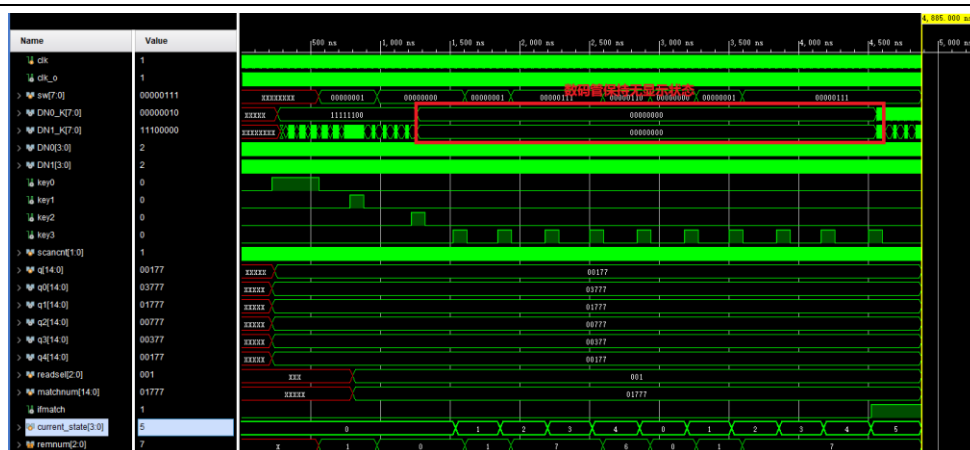 4,885.000 ns
Name Value
500 ns 1,000 ns 1,500 ns 2,000 ns 2,500 ns 3,000 ns 3,500 ns 4,000 ns 4,500 ns 5,000 ns
clk 1
clk_o 1
数码管保持无显示状态
sw[7:0] 00000111 XXXXXXXX 00000001 00000000 00000001 00000111 00000110 00000000 00000001 00000111
DN0_K[7:0] 00000010 XXXXX 11111100 00000000
DN1_K[7:0] 11100000 XXXXXXXX 00000000
DN0[3:0] 2
DN1[3:0] 2
key0 0
key1 0
key2 0
key3 0
scancnt[1:0] 1
q[14:0] 00177 XXXXX 00177
q0[14:0] 03777 XXXXX 03777
q1[14:0] 01777 XXXXX 01777
q2[14:0] 00777 XXXXX 00777
q3[14:0] 00377 XXXXX 00377
q4[14:0] 00177 XXXXX 00177
readsel[2:0] 001 XXX 001
matchnum[14:0] 01777 XXXXX 01777
ifmatch 1
current_state[3:0] 5 0 1 2 3 4 0 1 2 3 4 5
remnum[2:0] 7 X 1 0 1 7 6 0 1 7